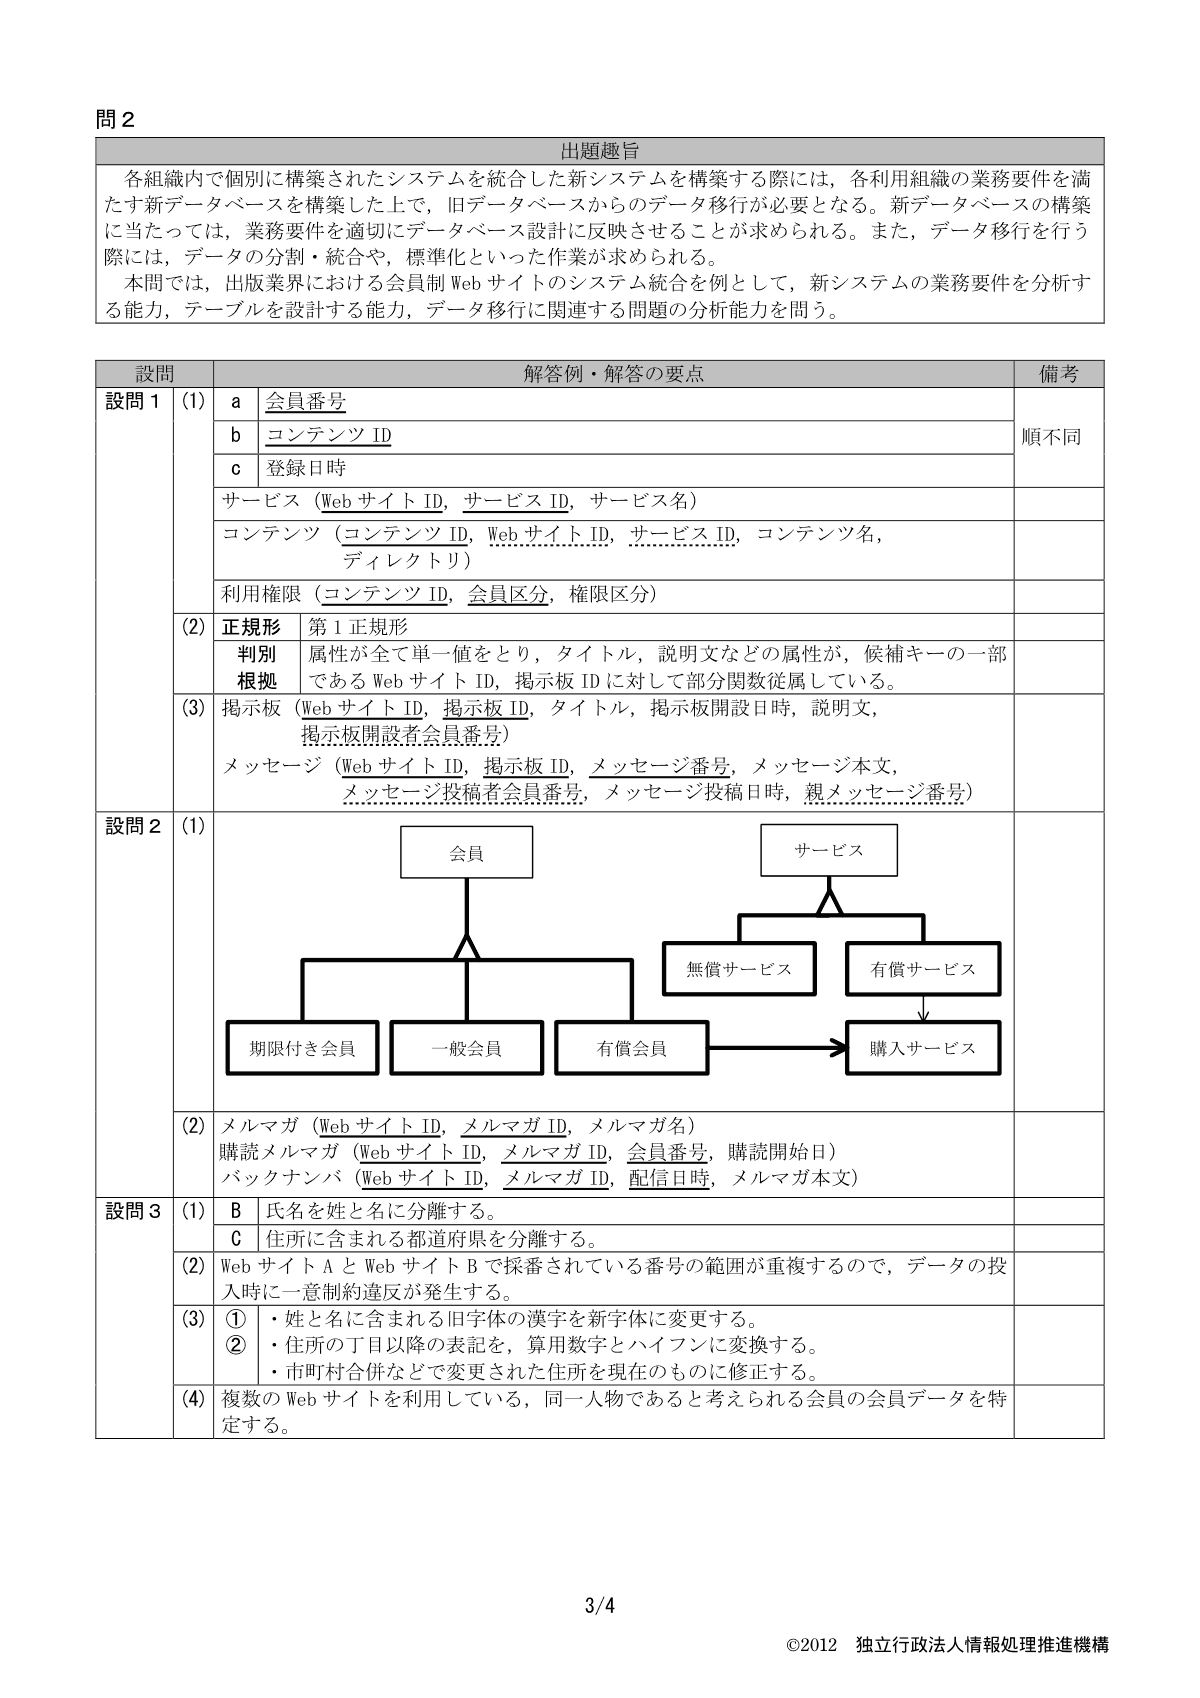 問２
出題趣旨
各組織内で個別に構築されたシステムを統合した新システムを構築する際には，各利用組織の業務要件を満
たす新データベースを構築した上で，旧データベースからのデータ移行が必要となる。新データベースの構築
に当たっては，業務要件を適切にデータベース設計に反映させることが求められる。また，データ移行を行う
際には，データの分割・統合や，標準化といった作業が求められる。
本問では，出版業界における会員制 Web サイトのシステム統合を例として，新システムの業務要件を分析す
る能力，テーブルを設計する能力，データ移行に関連する問題の分析能力を問う。
設問 解答例・解答の要点 備考
設問１ (1) a 会員番号
b コンテンツ ID 順不同
c 登録日時
サービス（Web サイト ID，サービス ID，サービス名）
コンテンツ（コンテンツ ID，Web サイト ID，サービス ID，コンテンツ名，
ディレクトリ）
利用権限（コンテンツ ID，会員区分，権限区分）
(2) 正規形 第１正規形
判別 属性が全て単一値をとり，タイトル，説明文などの属性が，候補キーの一部
根拠 である Web サイト ID，掲示板 ID に対して部分関数従属している。
(3) 掲示板（Web サイト ID，掲示板 ID，タイトル，掲示板開設日時，説明文，
掲示板開設者会員番号）
メッセージ（Web サイト ID，掲示板 ID，メッセージ番号，メッセージ本文，
メッセージ投稿者会員番号，メッセージ投稿日時，親メッセージ番号）
設問２ (1)
会員 サービス
無償サービス 有償サービス
期限付き会員 一般会員 有償会員 購入サービス
(2) メルマガ（Web サイト ID，メルマガ ID，メルマガ名）
購読メルマガ（Web サイト ID，メルマガ ID，会員番号，購読開始日）
バックナンバ（Web サイト ID，メルマガ ID，配信日時，メルマガ本文）
設問３ (1) B 氏名を姓と名に分離する。
C 住所に含まれる都道府県を分離する。
(2) Web サイト A と Web サイト B で採番されている番号の範囲が重複するので，データの投
入時に一意制約違反が発生する。
(3) ① ・姓と名に含まれる旧字体の漢字を新字体に変更する。
② ・住所の丁目以降の表記を，算用数字とハイフンに変換する。
・市町村合併などで変更された住所を現在のものに修正する。
(4) 複数の Web サイトを利用している，同一人物であると考えられる会員の会員データを特
定する。
3/4
©2012 独立行政法人情報処理推進機構